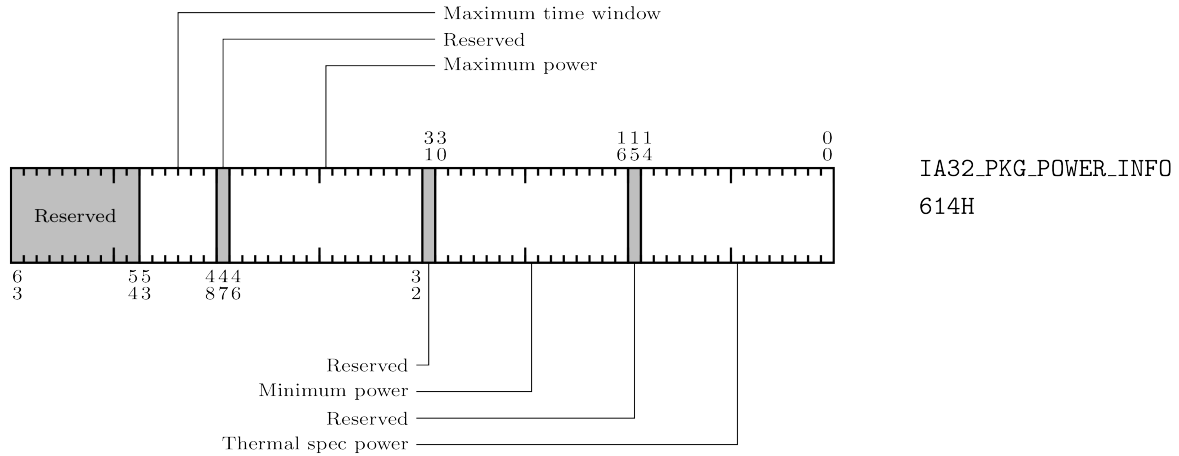 Maximum time window
Reserved
Maximum power
33 111 0
10 654 0
IA32_PKG_POWER_INFO
Reserved
614H
6 55 444 3
3 43 876 2
Reserved
Minimum power
Reserved
Thermal spec power